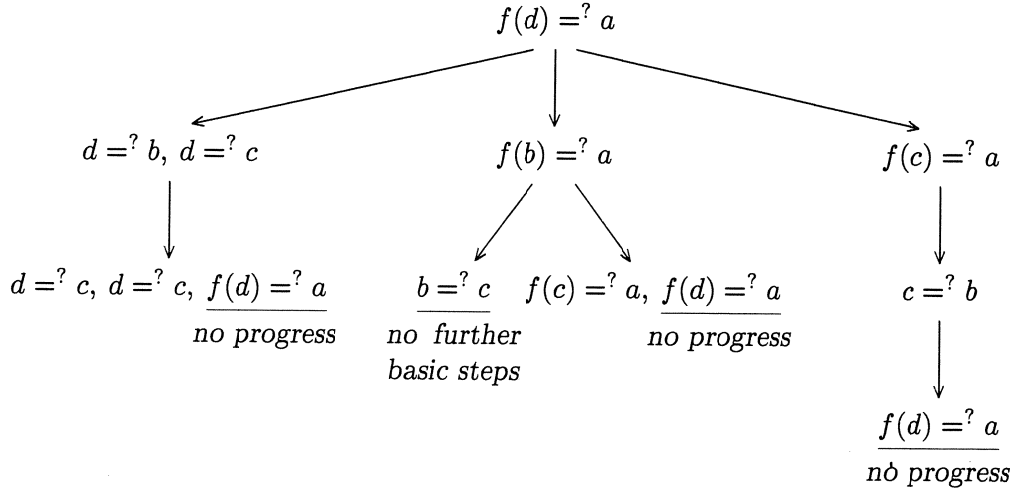 f(d) =? a
d =? b, d =? c f(b) =? a f(c) =? a
d =? c, d =? c, f(d) =? a b =? c f(c) =? a, f(d) =? a c =? b
no progress no further no progress
basic steps
f(d) =? a
no progress